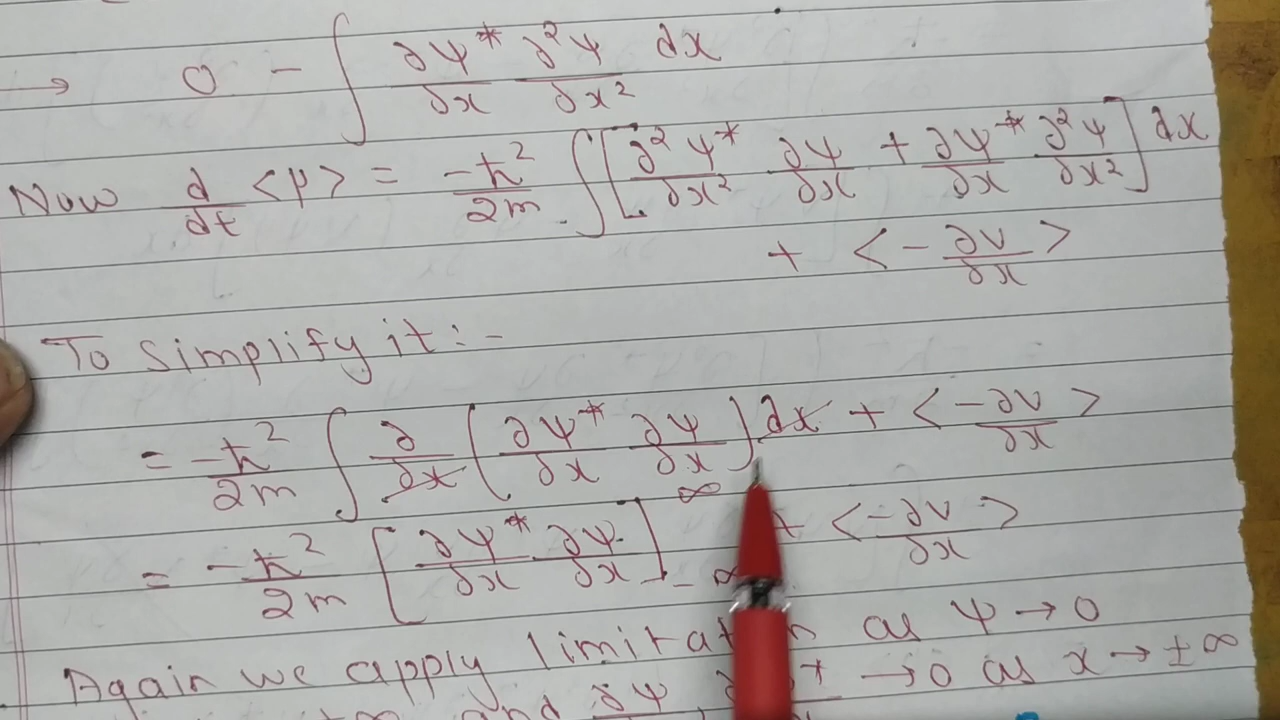 → 0 - ∫ ∂ψ*/∂x ∂²ψ/∂x² dx
Now d/dt <p> = -ħ²/2m ∫ [∂²ψ*/∂x² ∂ψ/∂x + ∂ψ*/∂x ∂²ψ/∂x²] dx
+ <-∂V/∂x>
To simplify it :-
= -ħ²/2m ∫ ∂/∂x (∂ψ*/∂x ∂ψ/∂x) dx + <-∂V/∂x>
= -ħ²/2m [∂ψ*/∂x ∂ψ/∂x]∞ -∞ + <-∂V/∂x>
Again we apply as ψ → 0
and ∂ψ → 0 as x → ±∞